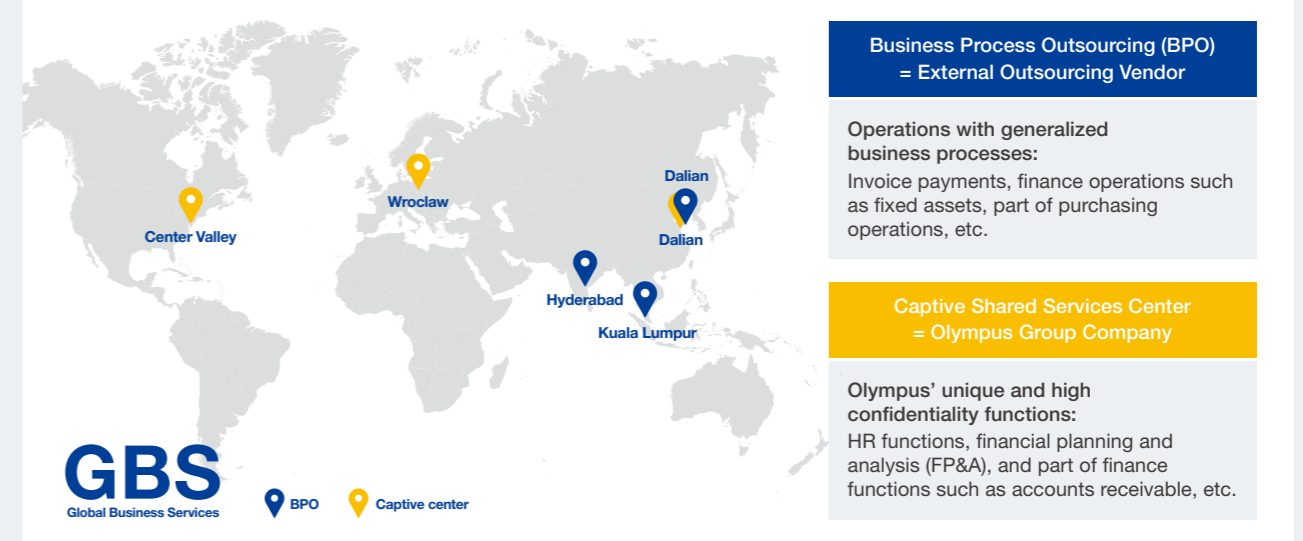 Dalian
Wroclaw
Center Valley
Dalian
Hyderabad
Kuala Lumpur
GBS
Global Business Services
BPO
Captive center
Business Process Outsourcing (BPO)
= External Outsourcing Vendor
Operations with generalized
business processes:
Invoice payments, finance operations such
as fixed assets, part of purchasing
operations, etc.
Captive Shared Services Center
= Olympus Group Company
Olympus’ unique and high
confidentiality functions:
HR functions, financial planning and
analysis (FP&A), and part of finance
functions such as accounts receivable, etc.